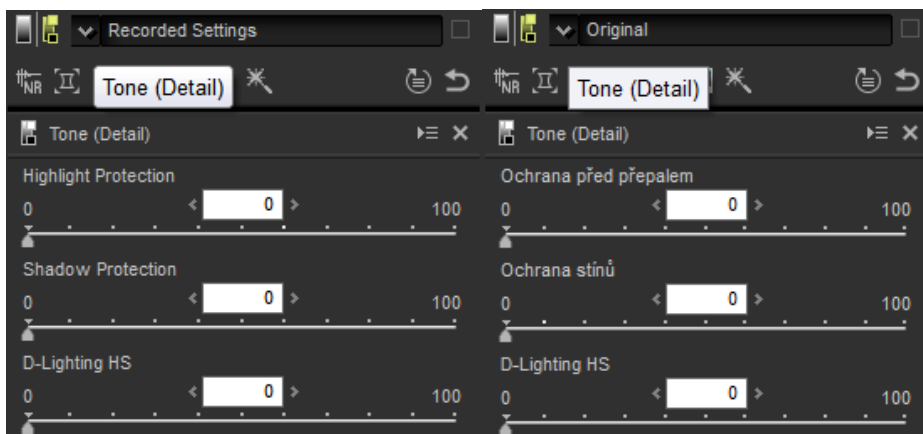 Recorded Settings
NR
Tone (Detail)
Tone (Detail)
Highlight Protection
0
0
100
Shadow Protection
0
0
100
D-Lighting HS
0
0
100
Original
NR
Tone (Detail)
Tone (Detail)
Ochrana před přepalem
0
0
100
Ochrana stínů
0
0
100
D-Lighting HS
0
0
100